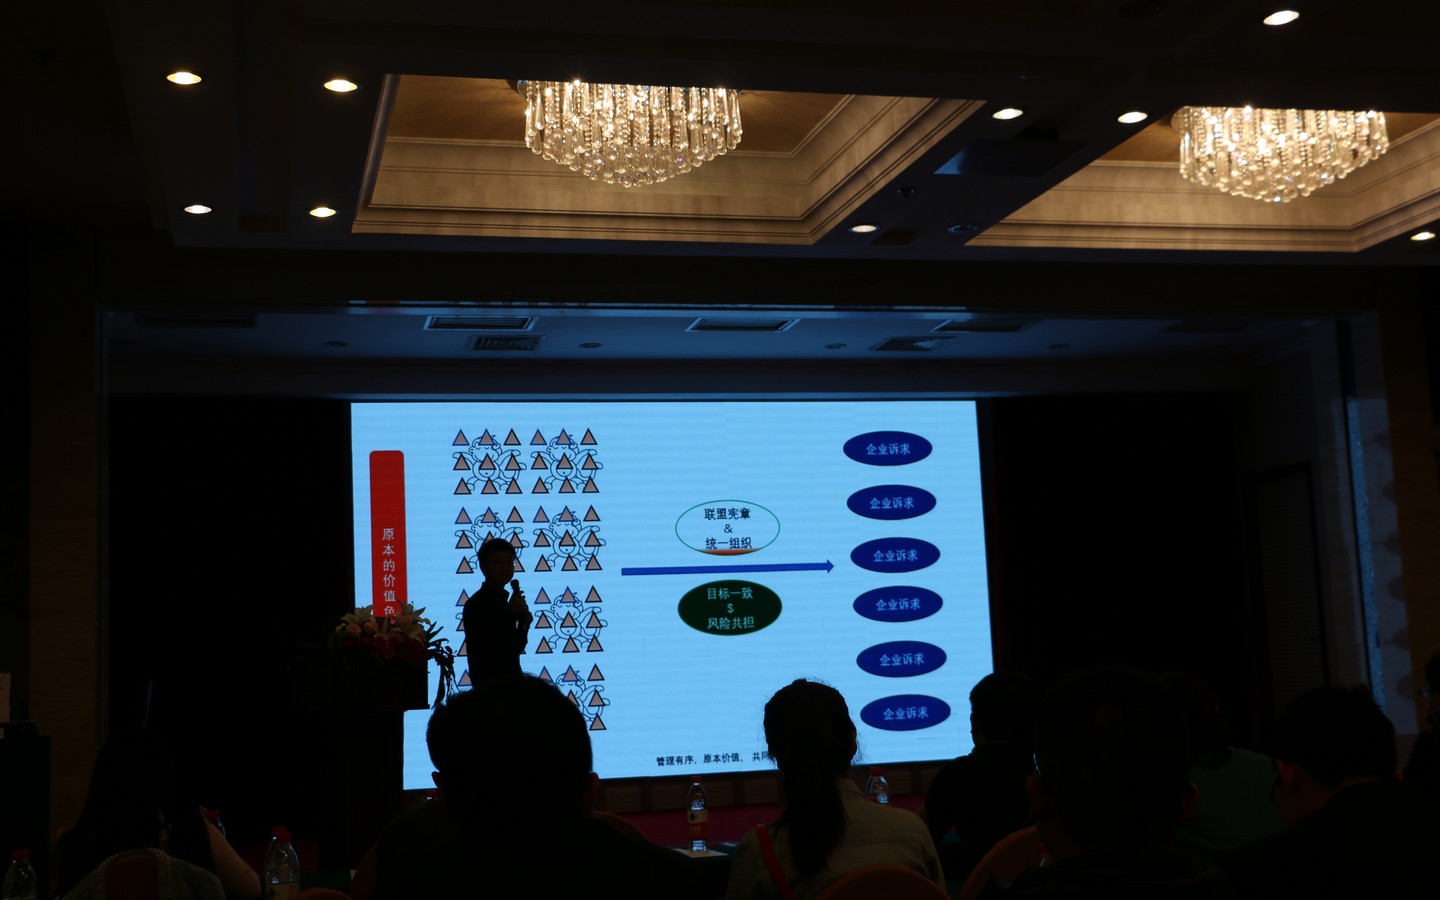 原本的价值色
联盟宪章
&
统一组织
目标一致
$
风险共担
企业诉求
企业诉求
企业诉求
企业诉求
企业诉求
企业诉求
管理有序，原本价值， 共同